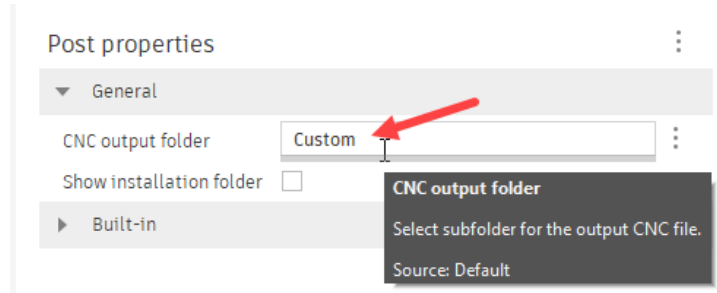 Post properties
General
CNC output folder
Custom
Show installation folder
CNC output folder
Built-in
Select subfolder for the output CNC file.
Source: Default